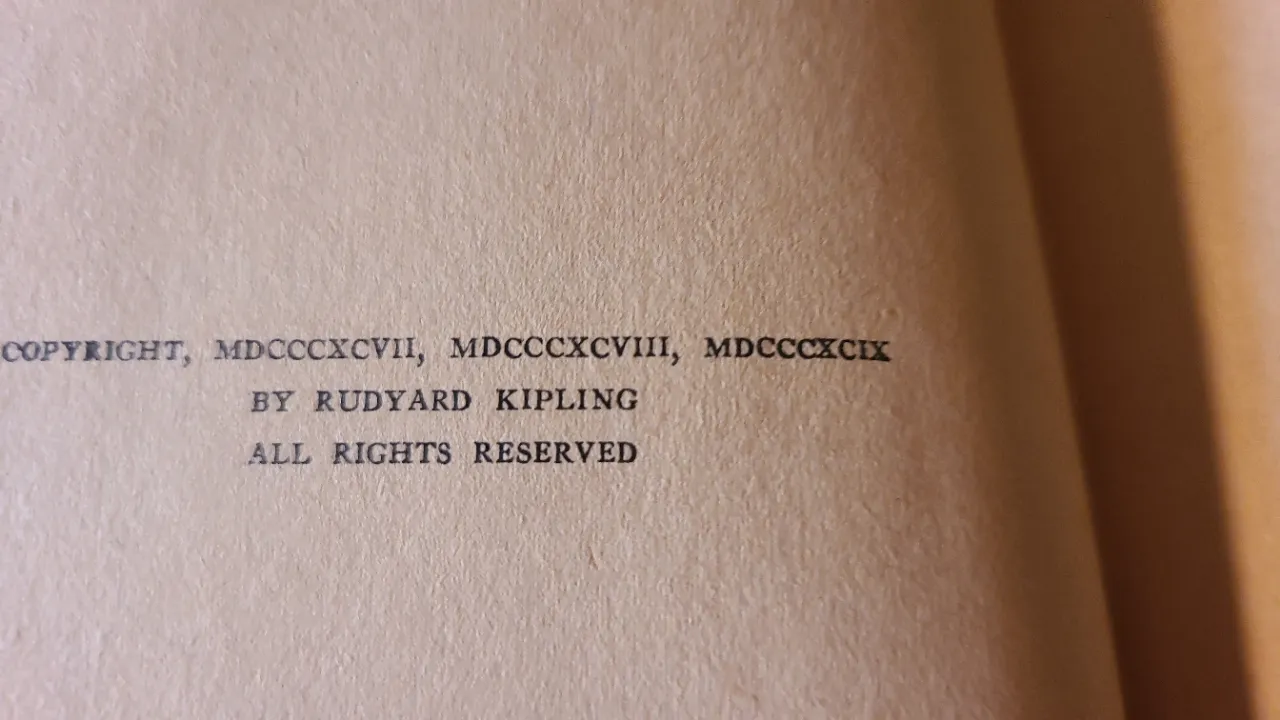 COPYRIGHT, MDCCCXCVII, MDCCCXCVIII, MDCCCXCIX
BY RUDYARD KIPLING
ALL RIGHTS RESERVED